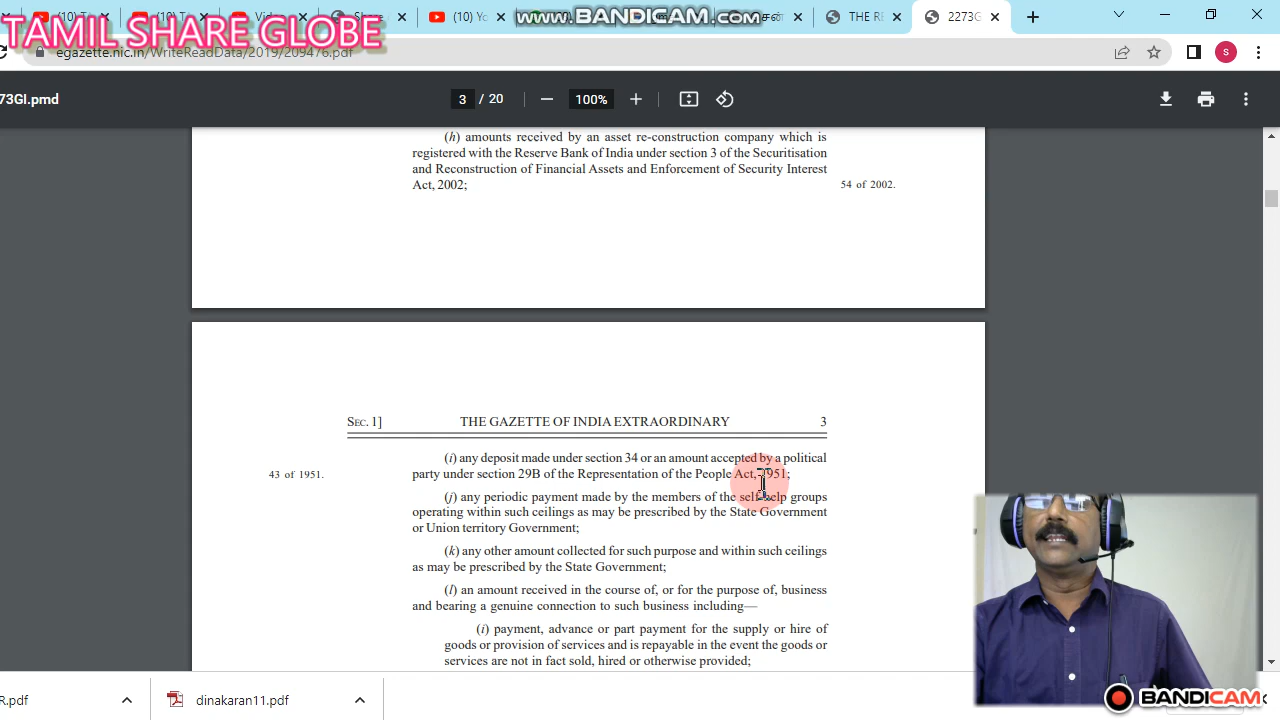 TAMIL SHARE GLOBE
WWW.BANDICAM.COM
THE RE
2273G
egazette.nic.in/WriteReadData/2019/209476.pdf
73GI.pmd
3 / 20
100%
(h) amounts received by an asset re-construction company which is
registered with the Reserve Bank of India under section 3 of the Securitisation
and Reconstruction of Financial Assets and Enforcement of Security Interest
Act, 2002;
54 of 2002.
SEC. 1]
THE GAZETTE OF INDIA EXTRAORDINARY
3
43 of 1951.
(i) any deposit made under section 34 or an amount accepted by a political
party under section 29B of the Representation of the People Act, 1951;
(j) any periodic payment made by the members of the self-help groups
operating within such ceilings as may be prescribed by the State Government
or Union territory Government;
(k) any other amount collected for such purpose and within such ceilings
as may be prescribed by the State Government;
(l) an amount received in the course of, or for the purpose of, business
and bearing a genuine connection to such business including—
(i) payment, advance or part payment for the supply or hire of
goods or provision of services and is repayable in the event the goods or
services are not in fact sold, hired or otherwise provided;
R.pdf
dinakaran11.pdf
BANDICAM